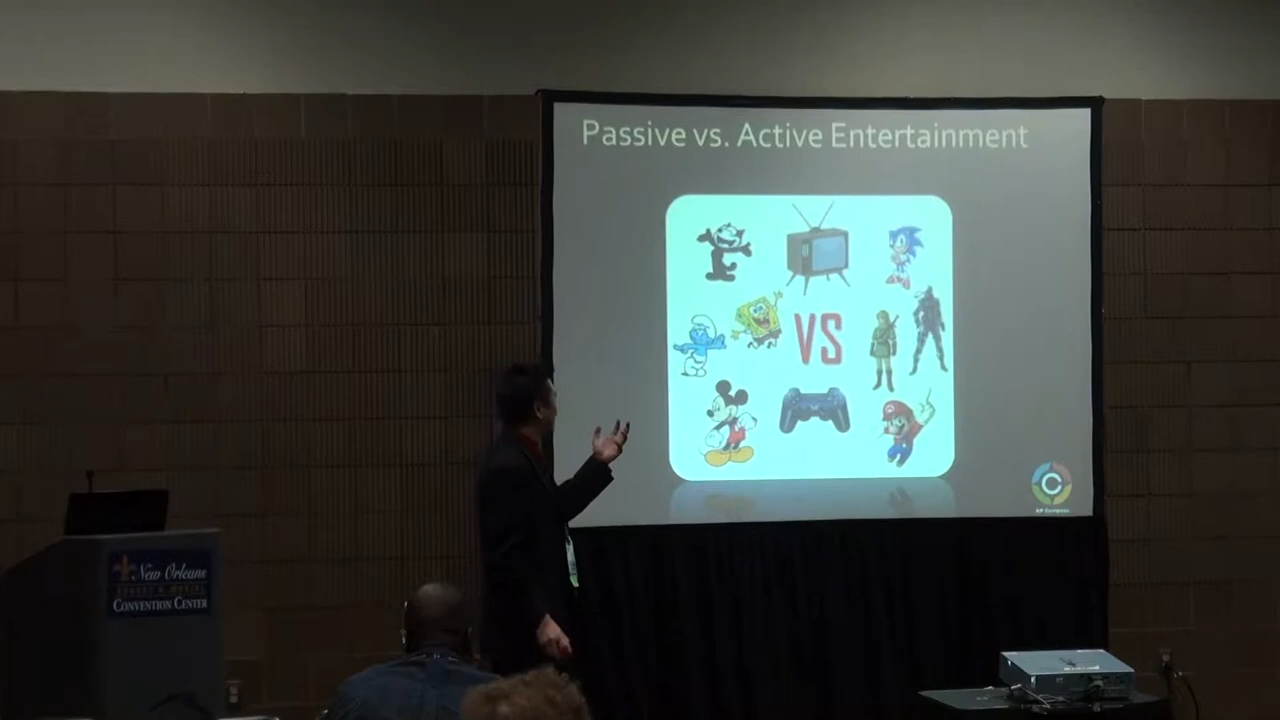 Passive vs. Active Entertainment
VS
New Orleans
Convention Center